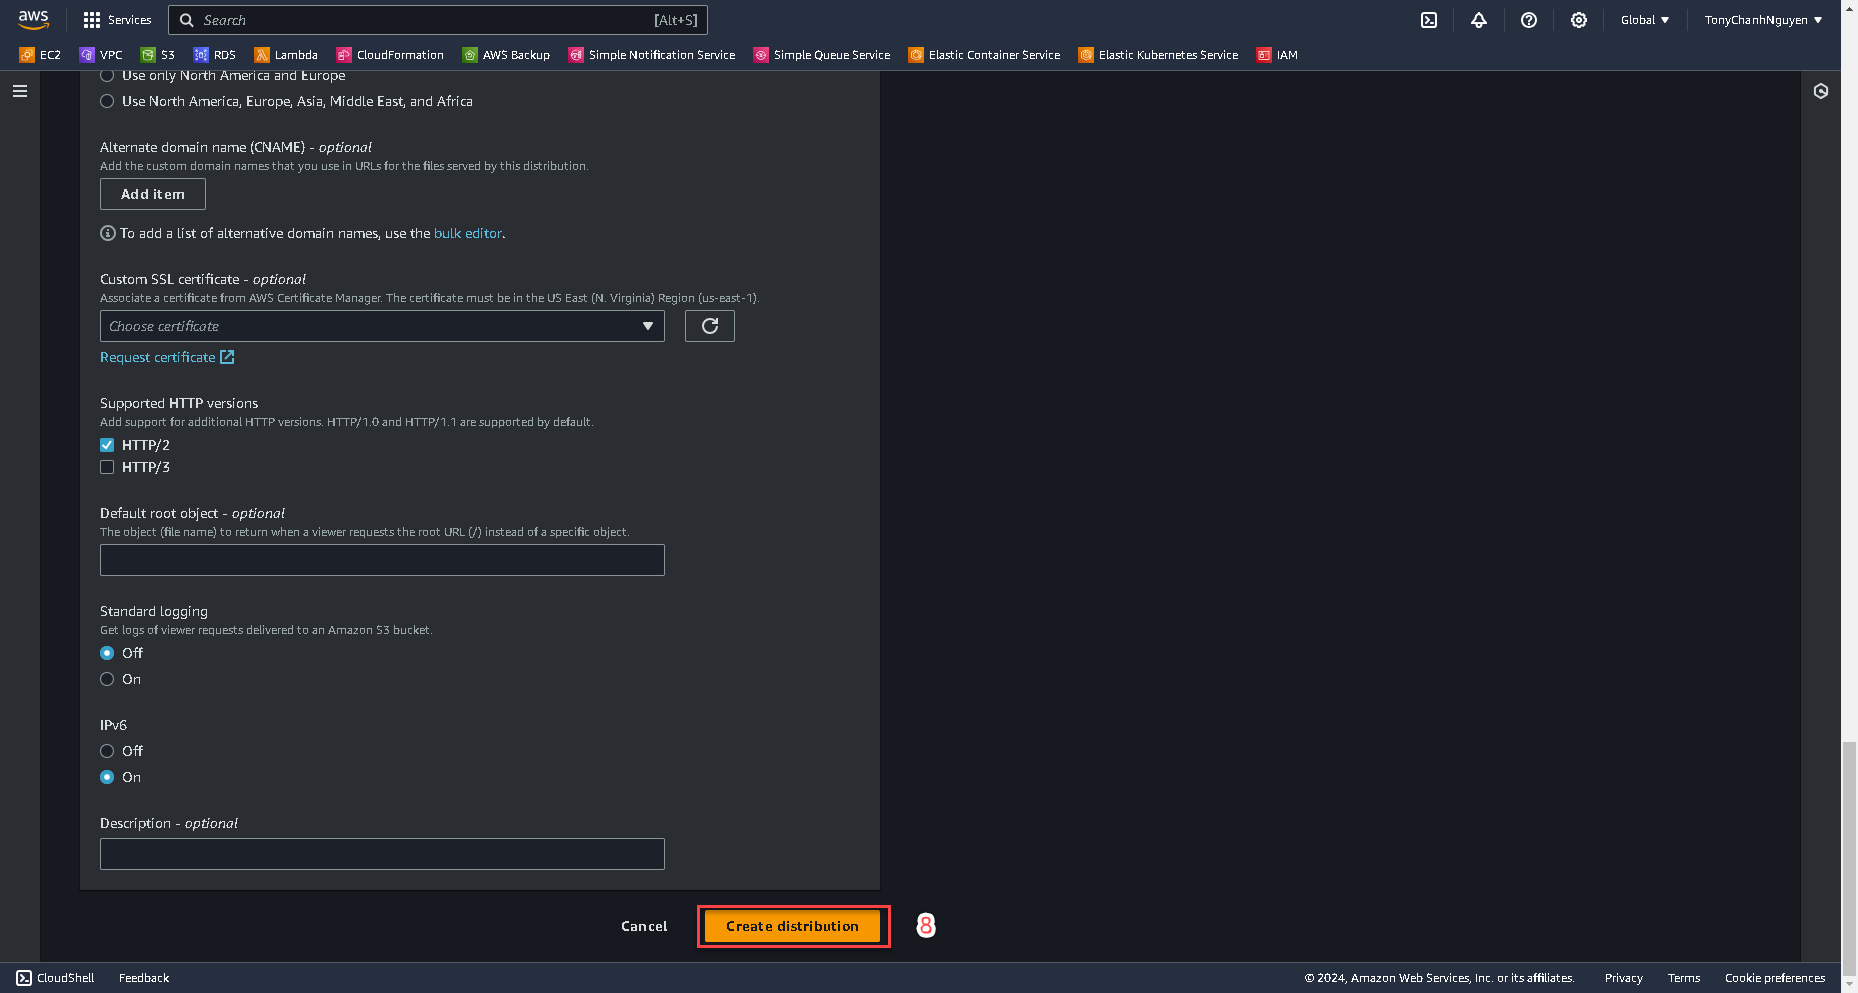 aws
Services
Search
[Alt+S]
Global
TonyChanhNguyen
EC2
VPC
S3
RDS
Lambda
CloudFormation
AWS Backup
Simple Notification Service
Simple Queue Service
Elastic Container Service
Elastic Kubernetes Service
IAM
Use only North America and Europe
Use North America, Europe, Asia, Middle East, and Africa
Alternate domain name (CNAME) - optional
Add the custom domain names that you use in URLs for the files served by this distribution.
Add item
To add a list of alternative domain names, use the bulk editor.
Custom SSL certificate - optional
Associate a certificate from AWS Certificate Manager. The certificate must be in the US East (N. Virginia) Region (us-east-1).
Choose certificate
Request certificate
Supported HTTP versions
Add support for additional HTTP versions. HTTP/1.0 and HTTP/1.1 are supported by default.
HTTP/2
HTTP/3
Default root object - optional
The object (file name) to return when a viewer requests the root URL (/) instead of a specific object.
Standard logging
Get logs of viewer requests delivered to an Amazon S3 bucket.
Off
On
IPv6
Off
On
Description - optional
Cancel
Create distribution
8
CloudShell
Feedback
© 2024, Amazon Web Services, Inc. or its affiliates.
Privacy
Terms
Cookie preferences